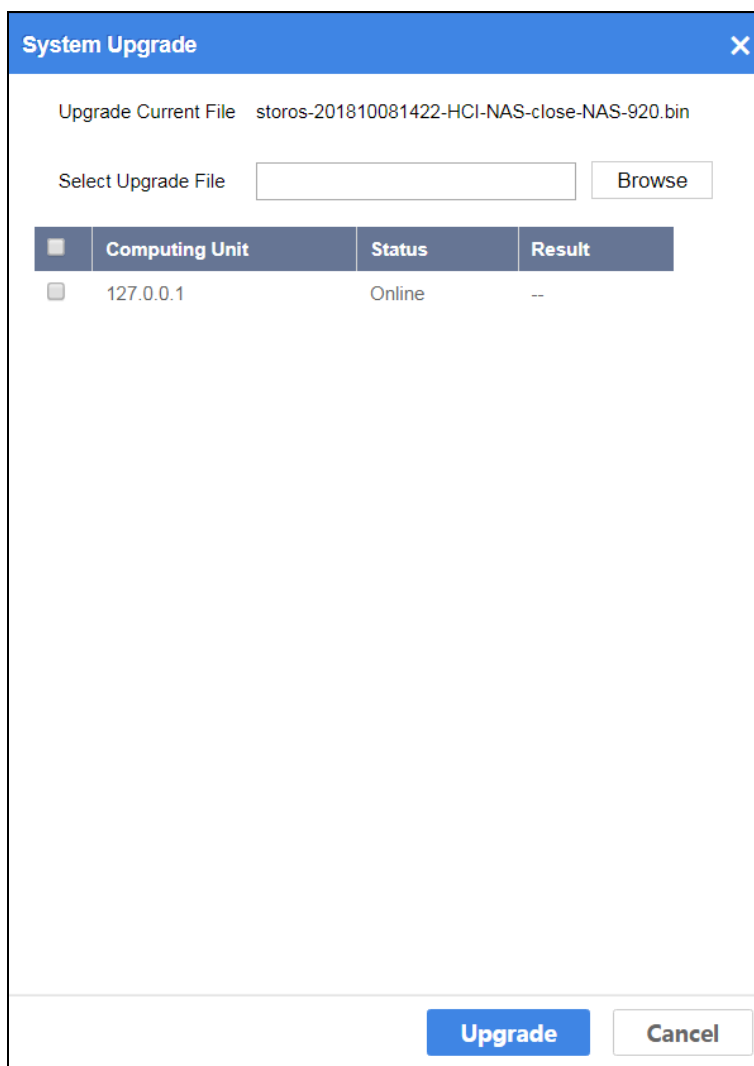 System Upgrade
Upgrade Current File storos-201810081422-HCI-NAS-close-NAS-920.bin
Select Upgrade File Browse
Computing Unit Status Result
127.0.0.1 Online --
Upgrade Cancel